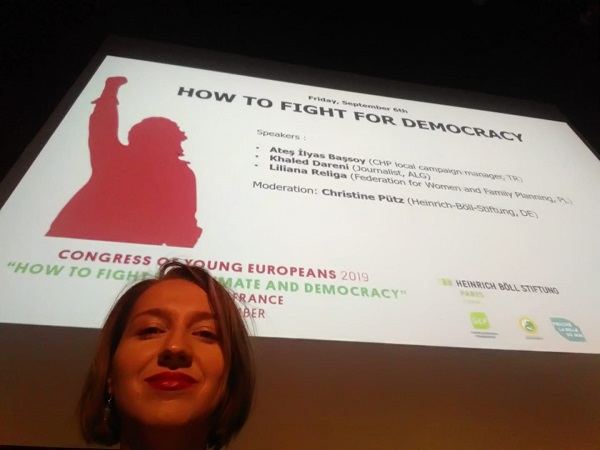 Friday, September 6th
HOW TO FIGHT FOR DEMOCRACY
Speakers :
• Ateş İlyas Başsoy (CHP local campaign manager, TR)
• Khaled Dareni (Journalist, ALG)
• Liliana Religa (Federation for Women and Family Planning, PL)
Moderation: Christine Pütz (Heinrich-Böll-Stiftung, DE)
CONGRESS OF YOUNG EUROPEANS 2019
"HOW TO FIGHT MATE AND DEMOCRACY"
FRANCE
MBER
HEINRICH BÖLL STIFTUNG
PARIS
GEF